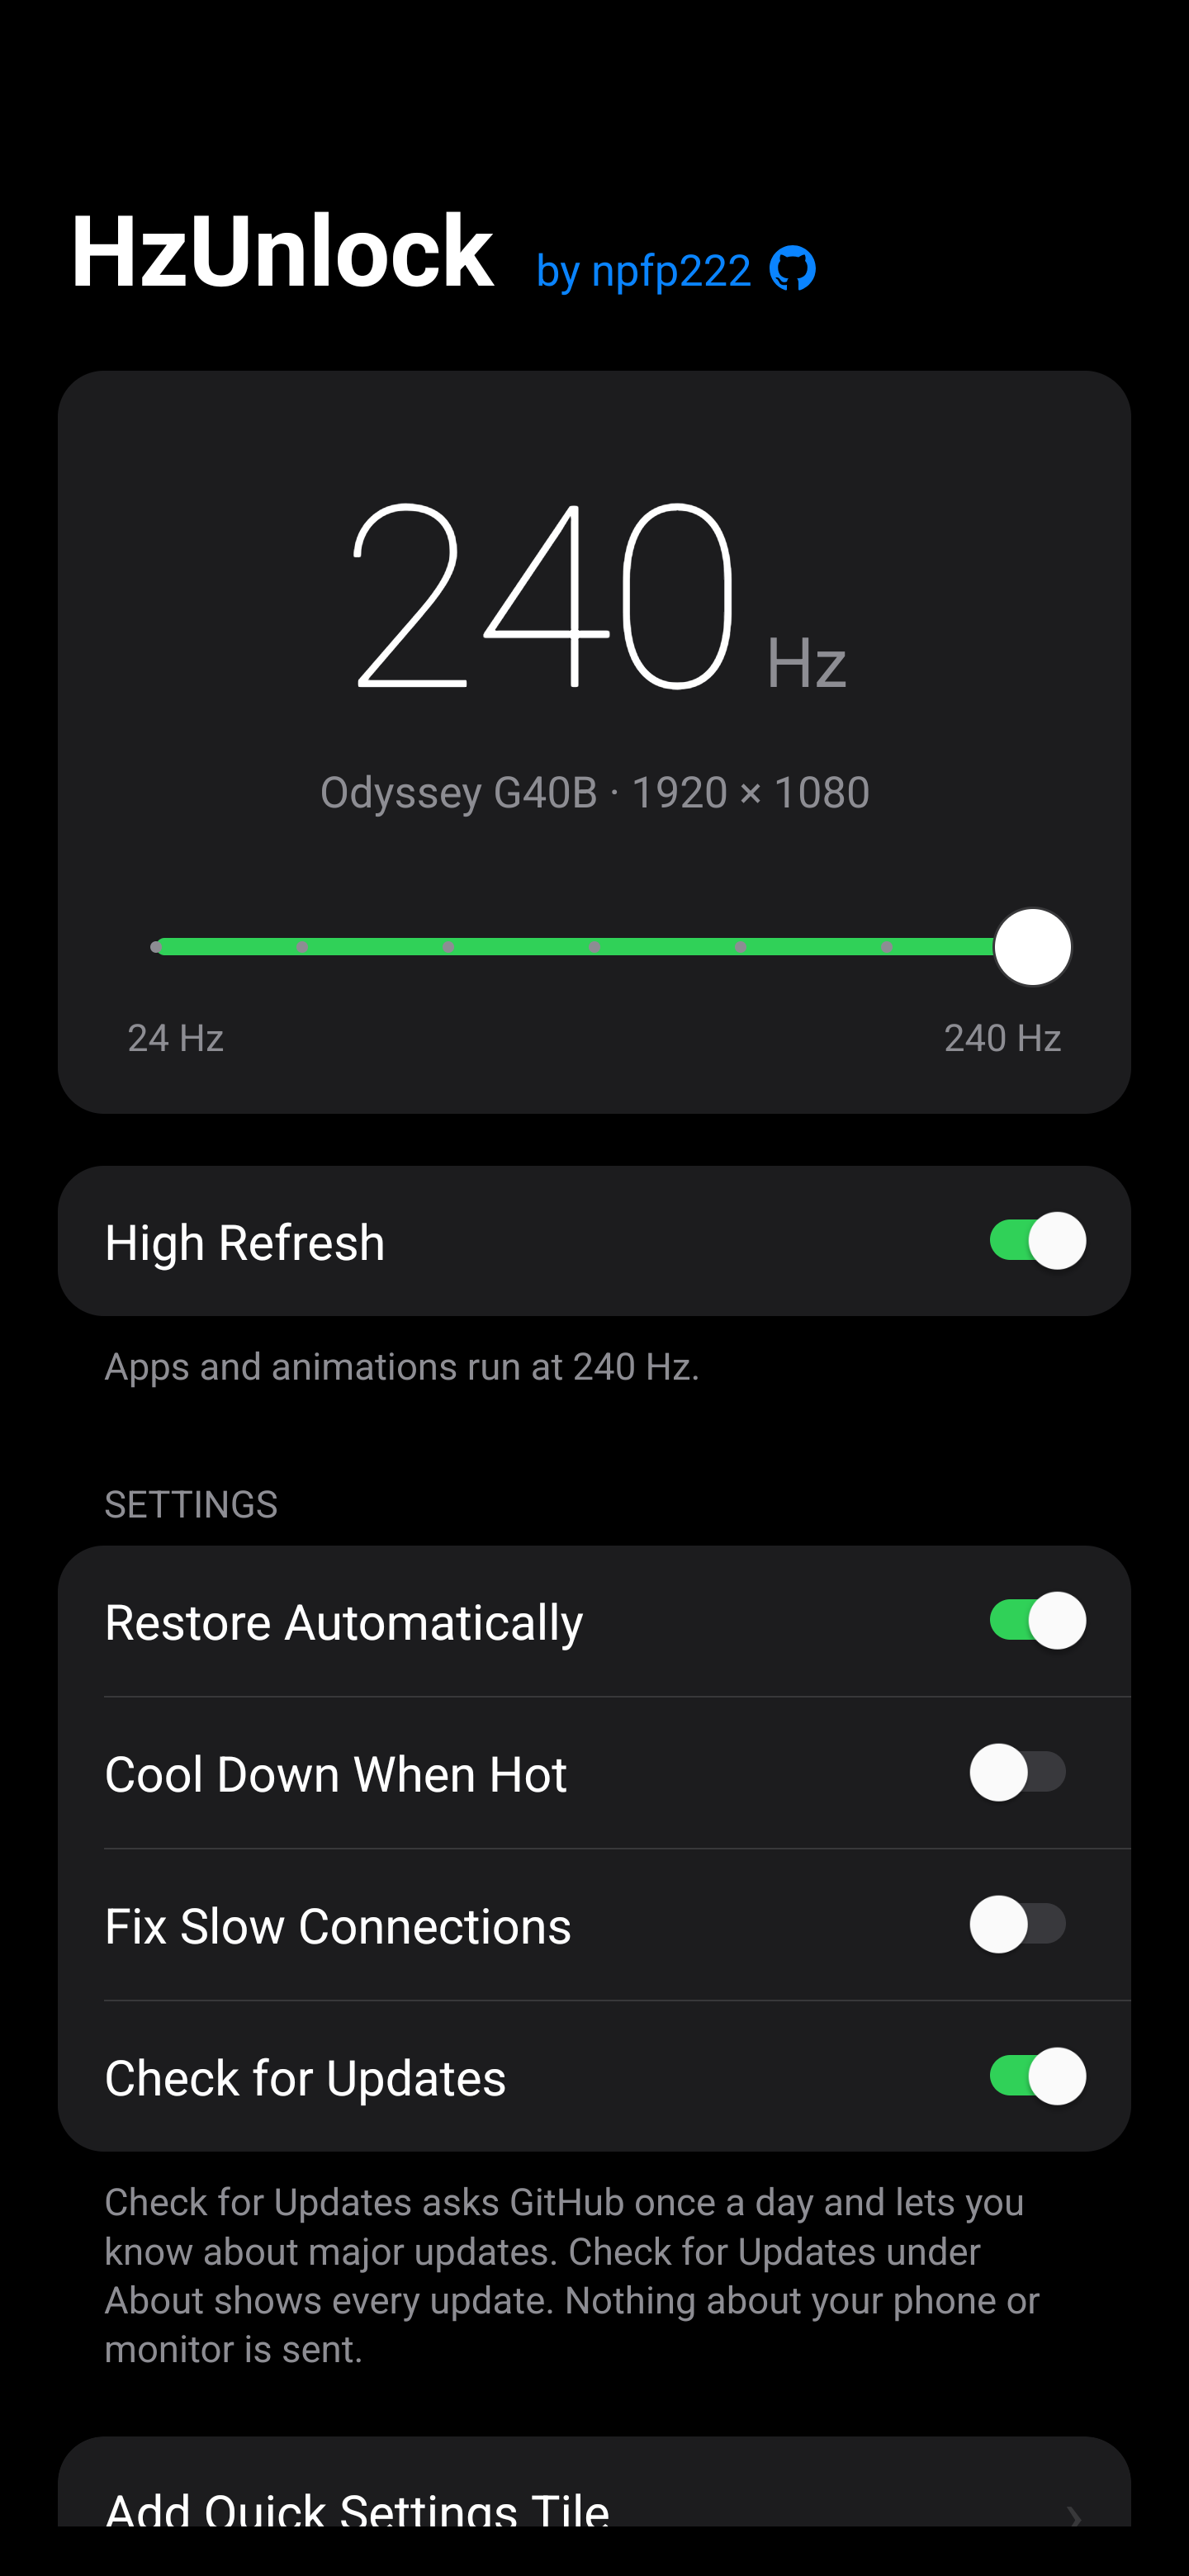 HzUnlock by npfp222
240 Hz
Odyssey G40B · 1920 × 1080
24 Hz 240 Hz
High Refresh
Apps and animations run at 240 Hz.
SETTINGS
Restore Automatically
Cool Down When Hot
Fix Slow Connections
Check for Updates
Check for Updates asks GitHub once a day and lets you
know about major updates. Check for Updates under
About shows every update. Nothing about your phone or
monitor is sent.
Add Quick Settings Tile